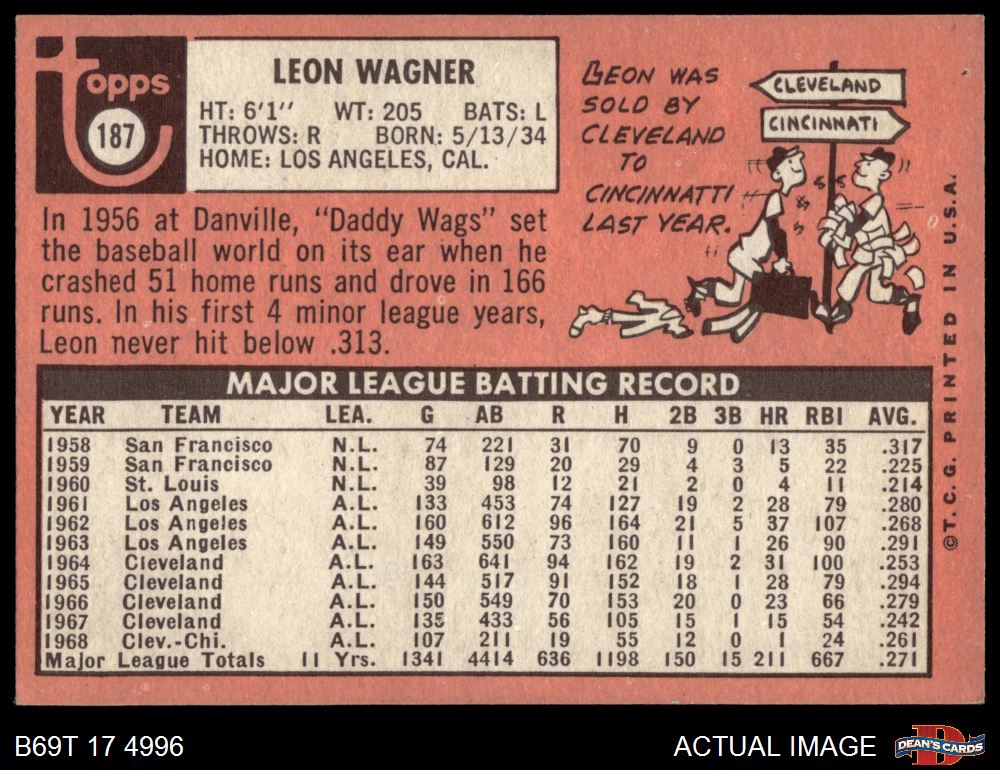 topps
187
LEON WAGNER
HT: 6'1'' WT: 205 BATS: L
THROWS: R BORN: 5/13/34
HOME: LOS ANGELES, CAL.
LEON WAS
SOLD BY
CLEVELAND
TO
CINCINNATTI
LAST YEAR.
CLEVELAND
CINCINNATI
In 1956 at Danville, "Daddy Wags" set
the baseball world on its ear when he
crashed 51 home runs and drove in 166
runs. In his first 4 minor league years,
Leon never hit below .313.
MAJOR LEAGUE BATTING RECORD
YEAR TEAM LEA. G AB R H 2B 3B HR RBI AVG.
1958 San Francisco N.L. 74 221 31 70 9 0 13 35 .317
1959 San Francisco N.L. 87 129 20 29 4 3 5 22 .225
1960 St. Louis N.L. 39 98 12 21 2 0 4 11 .214
1961 Los Angeles A.L. 133 453 74 127 19 2 28 79 .280
1962 Los Angeles A.L. 160 612 96 164 21 5 37 107 .268
1963 Los Angeles A.L. 149 550 73 160 11 1 26 90 .291
1964 Cleveland A.L. 163 641 94 162 19 2 31 100 .253
1965 Cleveland A.L. 144 517 91 152 18 1 28 79 .294
1966 Cleveland A.L. 150 549 70 153 20 0 23 66 .279
1967 Cleveland A.L. 135 433 56 105 15 1 15 54 .242
1968 Clev.-Chi. A.L. 107 211 19 55 12 0 1 24 .261
Major League Totals 11 Yrs. 1341 4414 636 1198 150 15 211 667 .271
©T.C.G. PRINTED IN U.S.A.
B69T 17 4996
ACTUAL IMAGE
DEAN'S CARDS